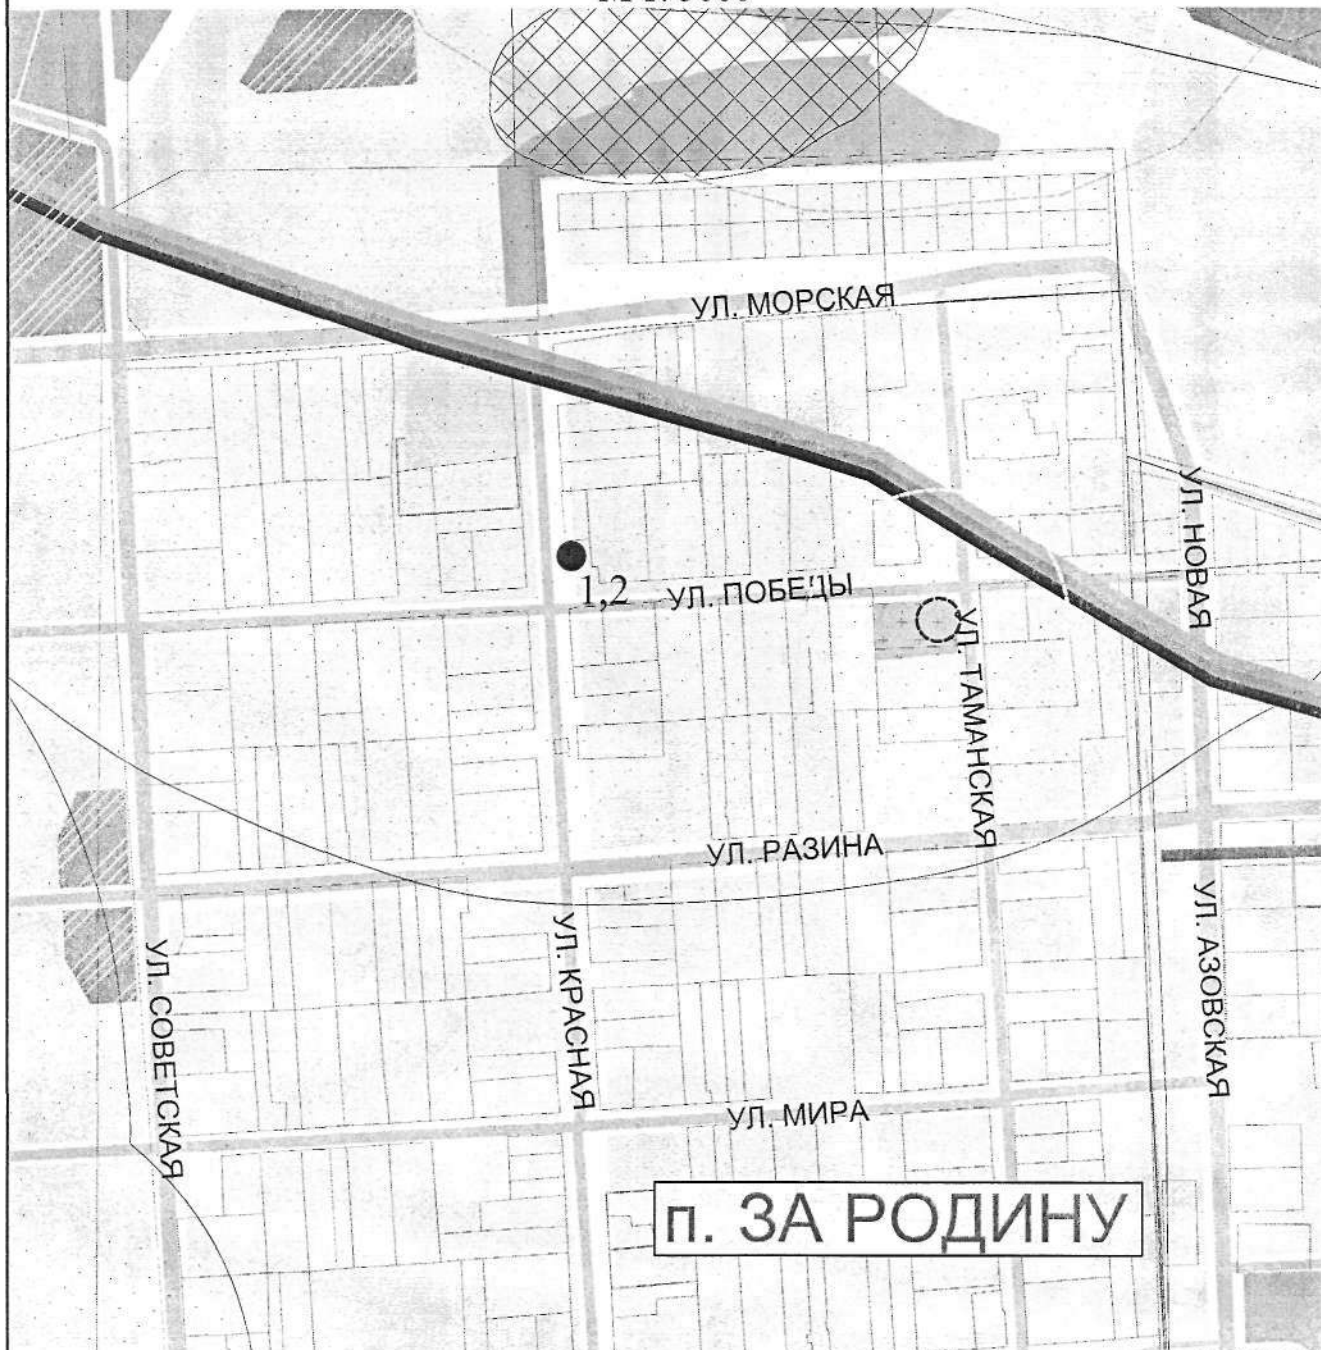 УЛ. МОРСКАЯ
УЛ. НОВАЯ
1,2
УЛ. ПОБЕДЫ
УЛ. ТАМАНСКАЯ
УЛ. РАЗИНА
УЛ. АЗОВСКАЯ
УЛ. КРАСНАЯ
УЛ. СОВЕТСКАЯ
УЛ. МИРА
п. ЗА РОДИНУ